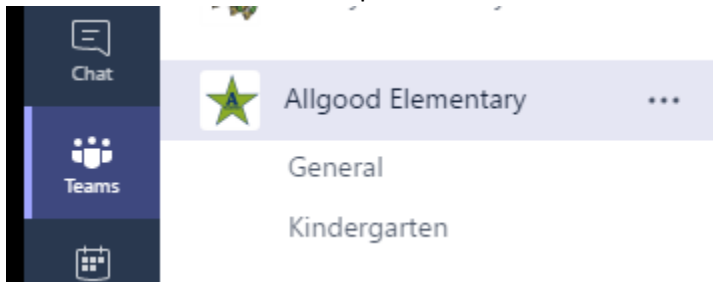 Chat
Allgood Elementary
A
General
Teams
Kindergarten